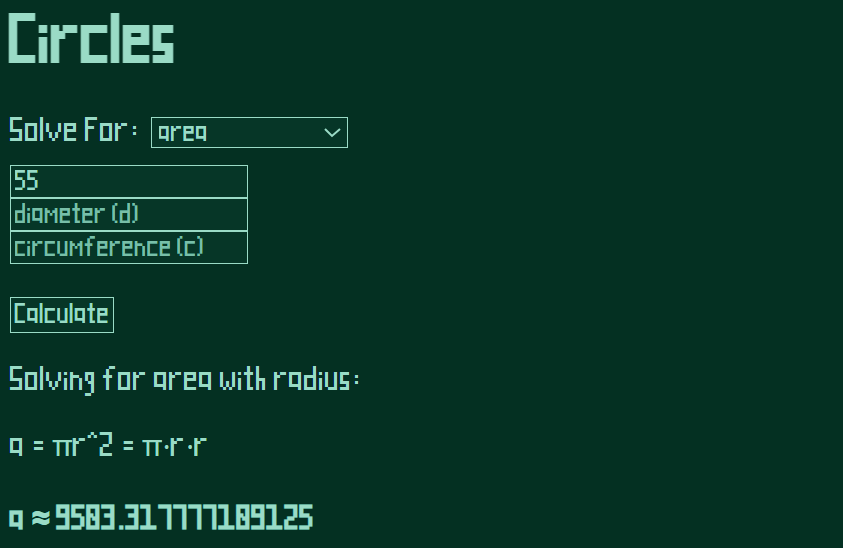 Circles
Solve For: area
55
diameter (d)
circumference (c)
Calculate
Solving for area with radius:
a = πr^2 = π·r·r
a ≈ 9503.317777109125